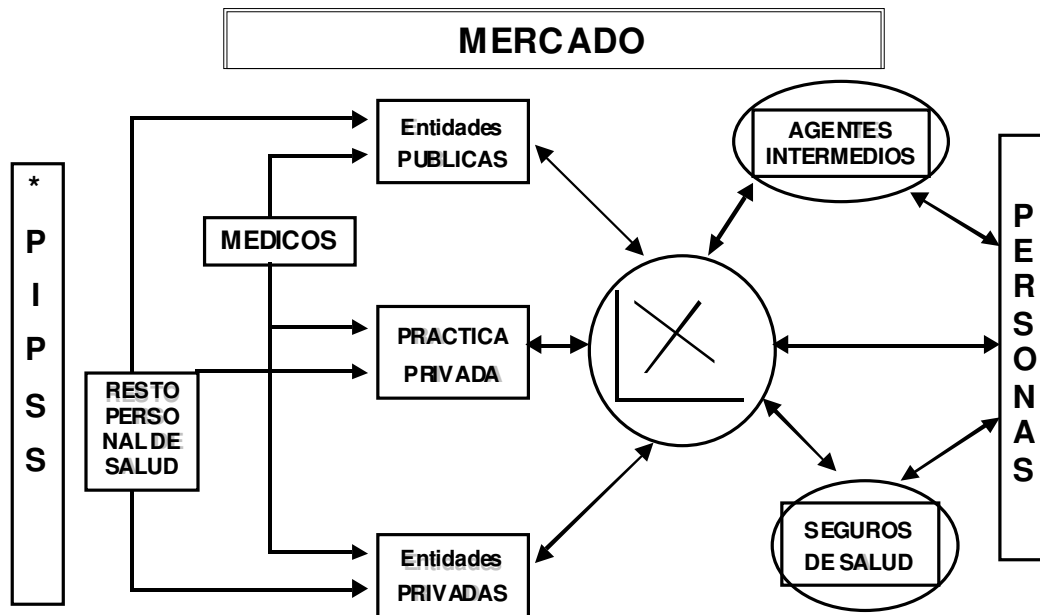 MERCADO
*
P
I
P
S
S
RESTO
PERSO
NAL DE
SALUD
MEDICOS
Entidades
PUBLICAS
PRACTICA
PRIVADA
Entidades
PRIVADAS
AGENTES
INTERMEDIOS
SEGUROS
DE SALUD
P
E
R
S
O
N
A
S